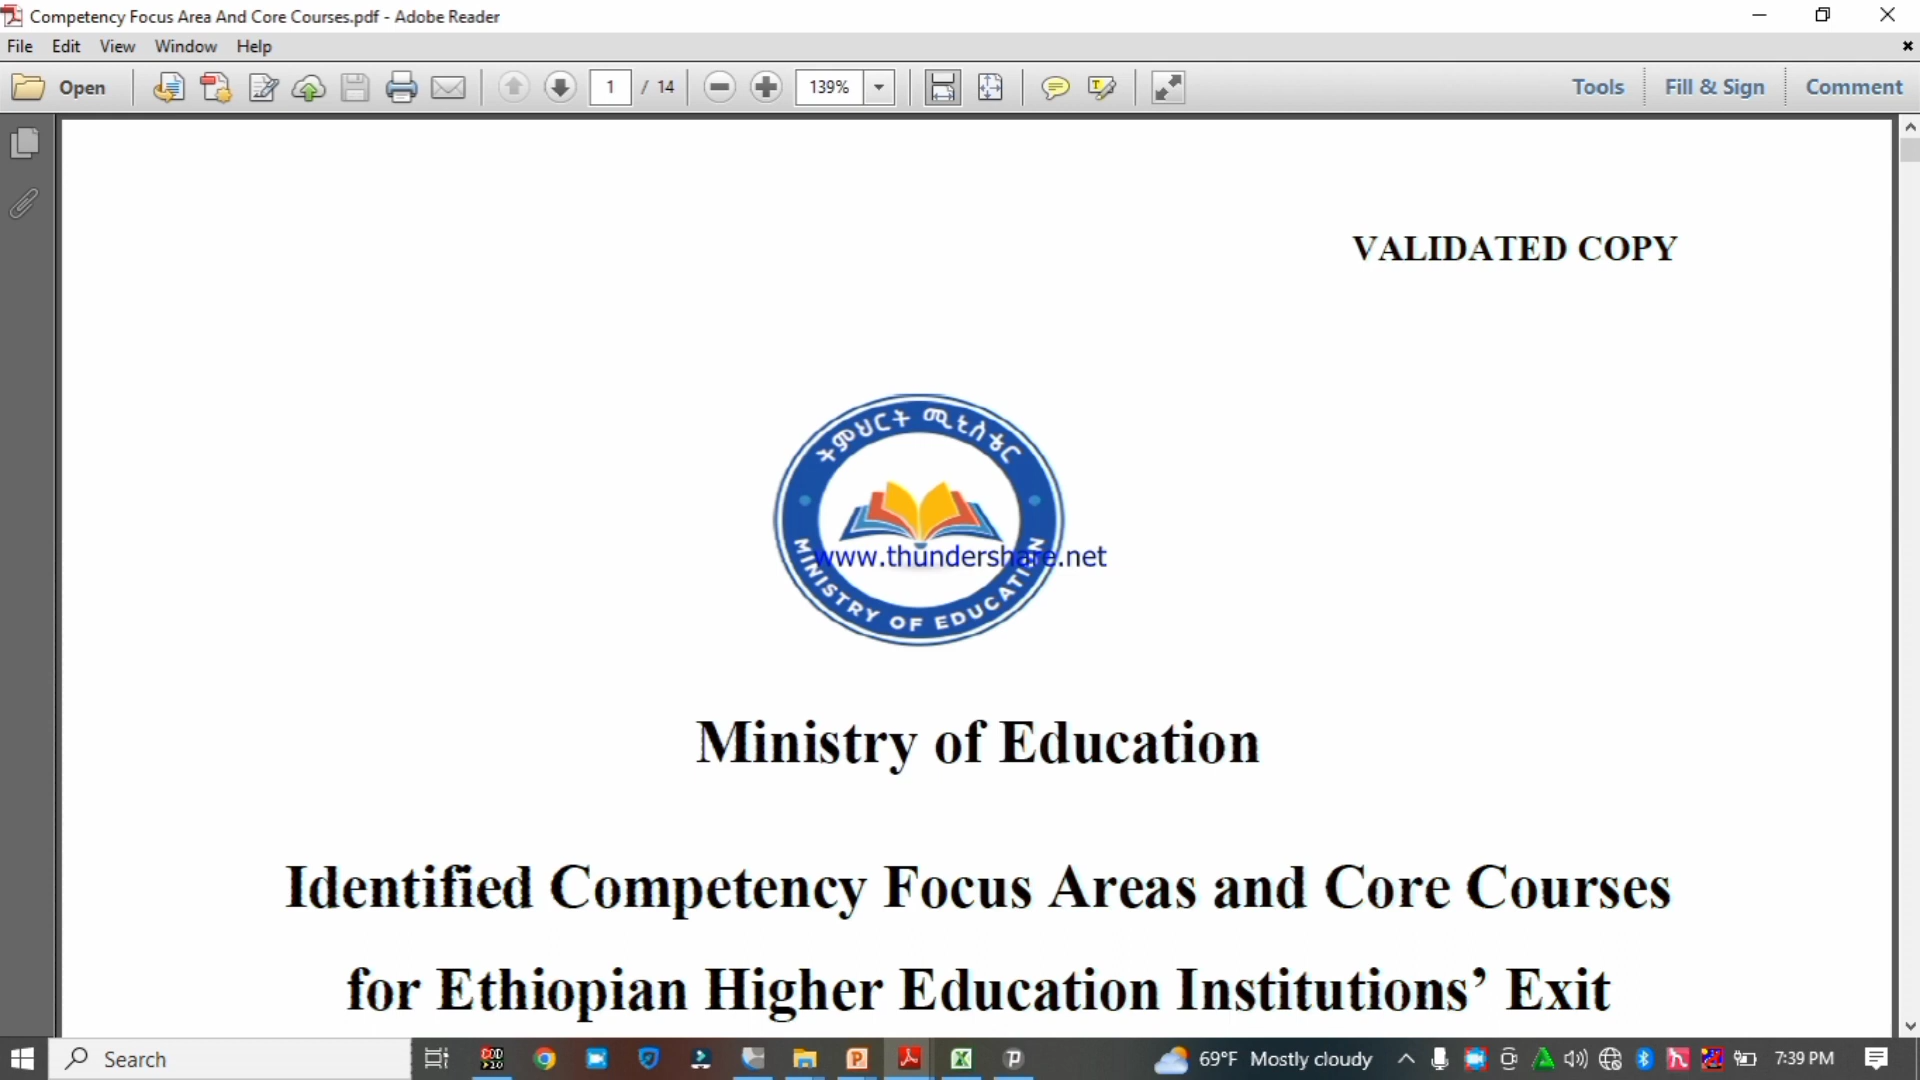 Competency Focus Area And Core Courses.pdf - Adobe Reader
File Edit View Window Help
Open 1 / 14 139% Tools Fill & Sign Comment
VALIDATED COPY
ትምህርት ሚኒስቴር
MINISTRY OF EDUCATION
www.thundershare.net
Ministry of Education
Identified Competency Focus Areas and Core Courses
for Ethiopian Higher Education Institutions’ Exit
Search 69°F Mostly cloudy 7:39 PM